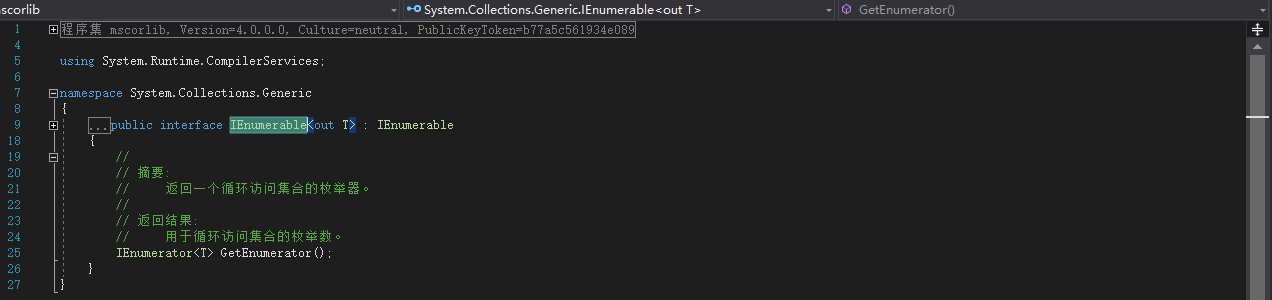 mscorlib System.Collections.Generic.IEnumerable<out T> GetEnumerator()
1 程序集 mscorlib, Version=4.0.0.0, Culture=neutral, PublicKeyToken=b77a5c561934e089
4
5 using System.Runtime.CompilerServices;
6
7 namespace System.Collections.Generic
8 {
9 ...public interface IEnumerable<out T> : IEnumerable
18 {
19 //
20 // 摘要:
21 // 返回一个循环访问集合的枚举器。
22 //
23 // 返回结果:
24 // 用于循环访问集合的枚举数。
25 IEnumerator<T> GetEnumerator();
26 }
27 }